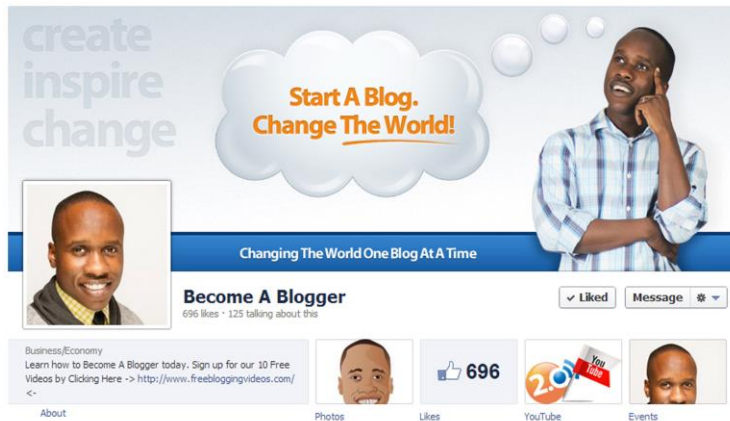 create
inspire
change
Start A Blog.
Change The World!
Changing The World One Blog At A Time
Become A Blogger
696 likes · 125 talking about this
✓ Liked
Message
Business/Economy
Learn how to Become A Blogger today. Sign up for our 10 Free
Videos by Clicking Here -> http://www.freebloggingvideos.com/
<-
About
696
2.0
You
Tube
Photos
Likes
YouTube
Events